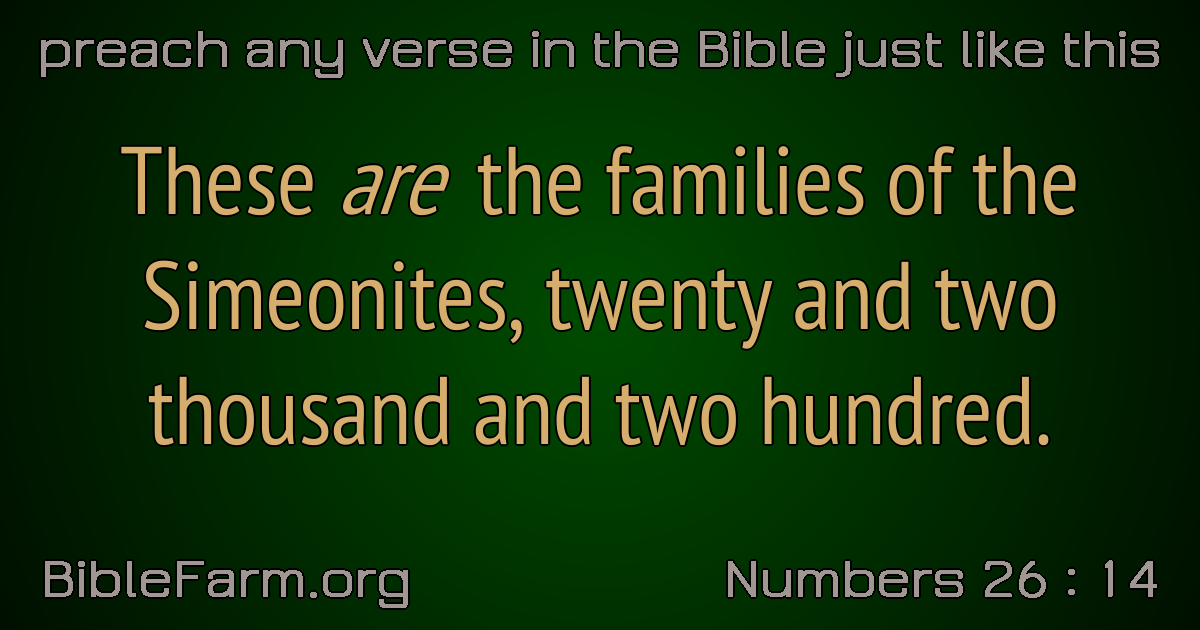 preach any verse in the Bible just like this
These are the families of the
Simeonites, twenty and two
thousand and two hundred.
BibleFarm.org
Numbers 26 : 14